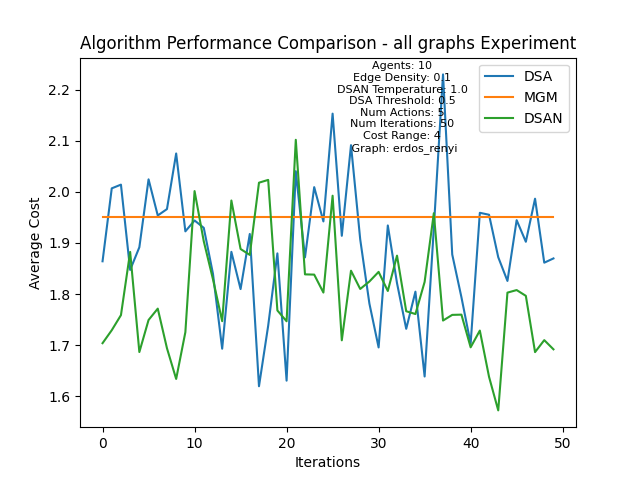 Algorithm Performance Comparison - all graphs Experiment
Agents: 10
Edge Density: 0.1
DSAN Temperature: 1.0
DSA Threshold: 0.5
Num Actions: 5
Num Iterations: 50
Cost Range: 4
Graph: erdos_renyi
DSA
MGM
DSAN
Average Cost
2.2
2.1
2.0
1.9
1.8
1.7
1.6
0 10 20 30 40 50
Iterations